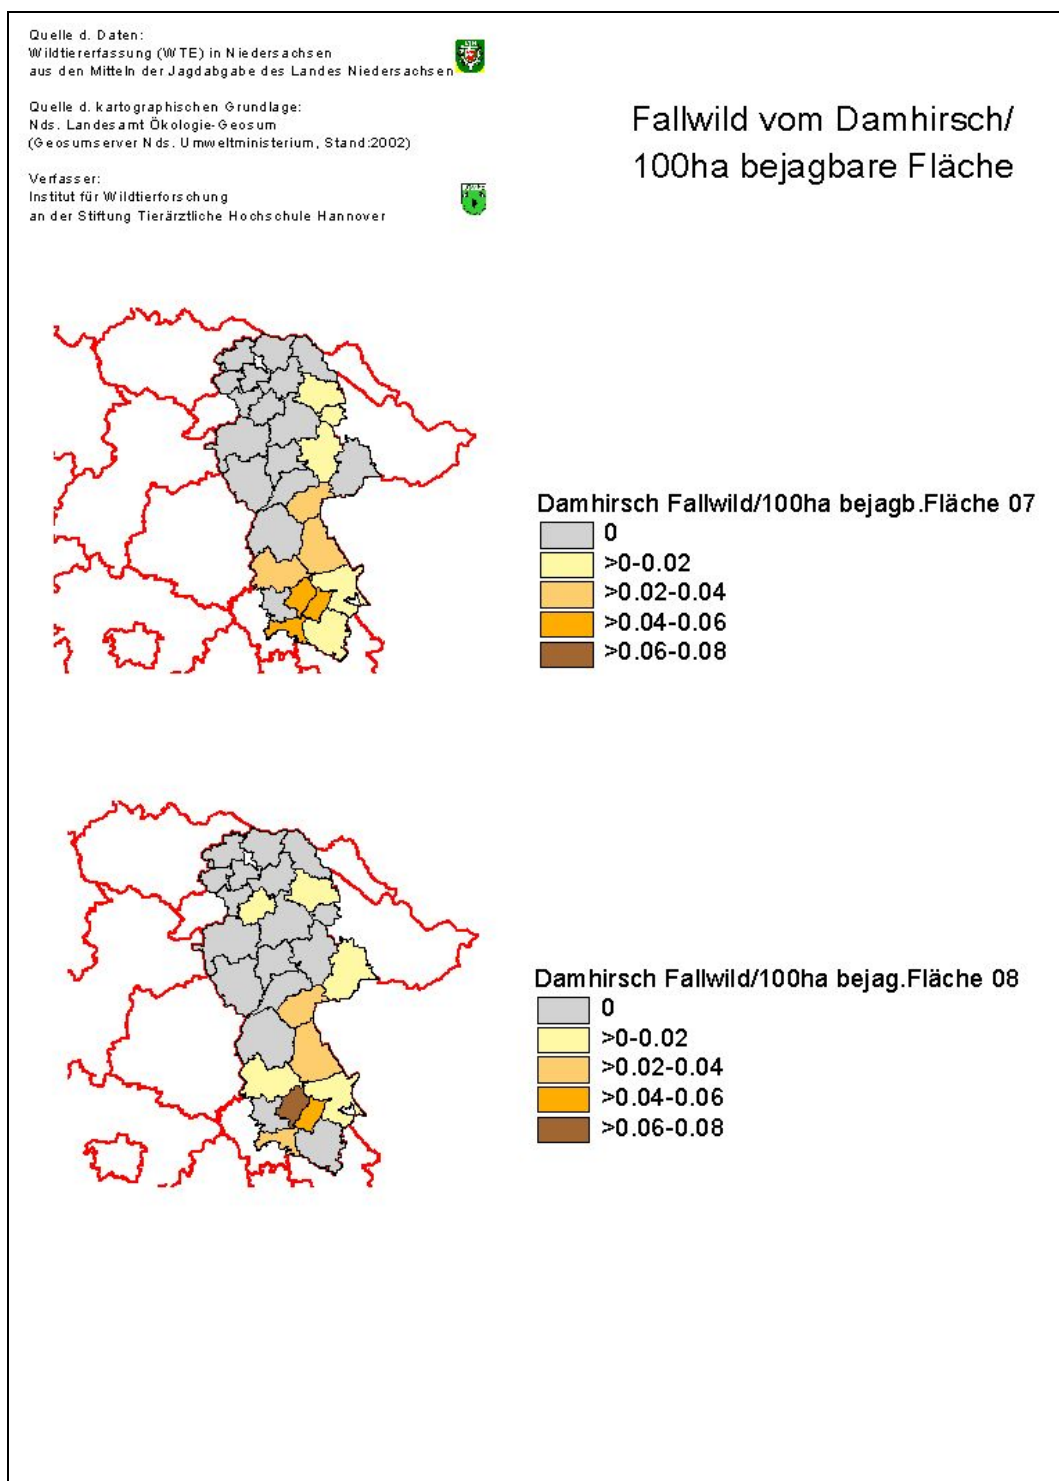 Quelle d. Daten:
Wildtiererfassung (WTE) in Niedersachsen
aus den Mitteln der Jagdabgabe des Landes Niedersachsen
Quelle d. kartographischen Grundlage:
Nds. Landesamt Ökologie-Geosum
(Geosumserver Nds. Umweltministerium, Stand:2002)
Verfasser:
Institut für Wildtierforschung
an der Stiftung Tierärztliche Hochschule Hannover
Fallwild vom Damhirsch/
100ha bejagbare Fläche
Damhirsch Fallwild/100ha bejagb.Fläche 07
0
>0-0.02
>0.02-0.04
>0.04-0.06
>0.06-0.08
Damhirsch Fallwild/100ha bejag.Fläche 08
0
>0-0.02
>0.02-0.04
>0.04-0.06
>0.06-0.08